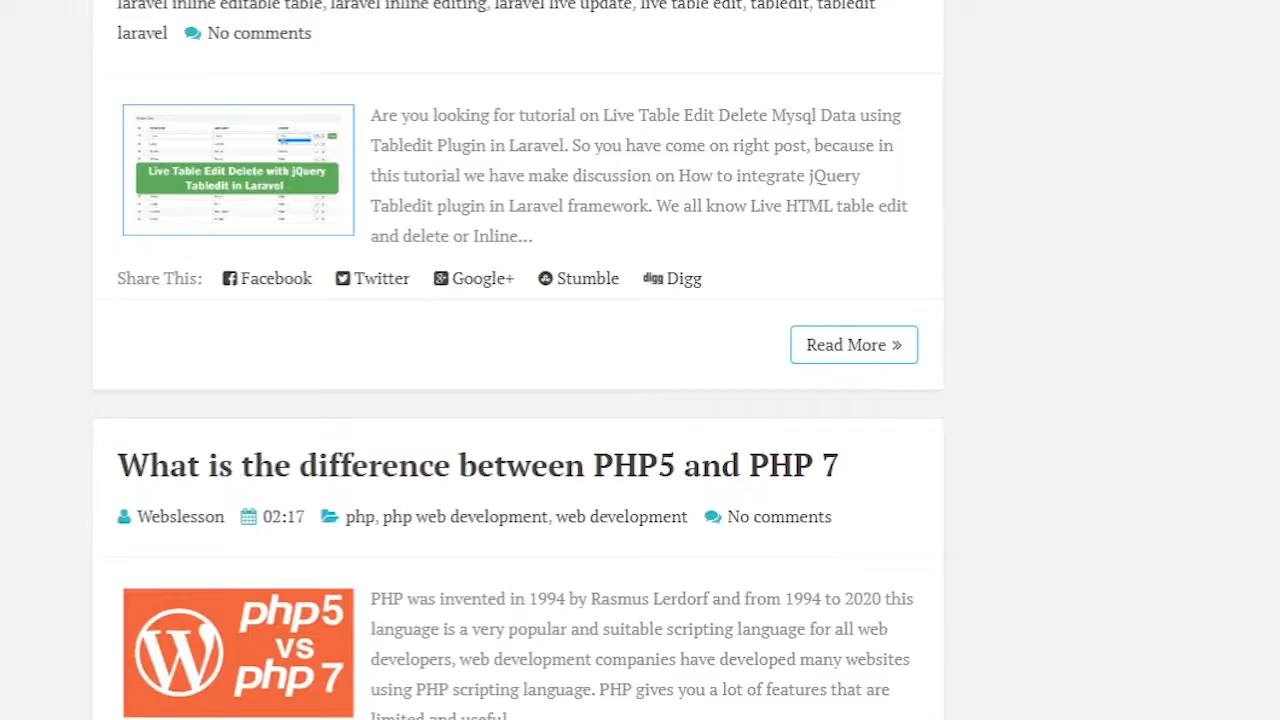 laravel inline editable table, laravel inline editing, laravel live update, live table edit, tabledit, tabledit
laravel No comments
Live Table Edit Delete with jQuery
Tabledit in Laravel
Are you looking for tutorial on Live Table Edit Delete Mysql Data using
Tabledit Plugin in Laravel. So you have come on right post, because in
this tutorial we have make discussion on How to integrate jQuery
Tabledit plugin in Laravel framework. We all know Live HTML table edit
and delete or Inline...
Share This: Facebook Twitter Google+ Stumble digg Digg
Read More »
What is the difference between PHP5 and PHP 7
Webslesson 02:17 php, php web development, web development No comments
php5
vs
php 7
PHP was invented in 1994 by Rasmus Lerdorf and from 1994 to 2020 this
language is a very popular and suitable scripting language for all web
developers, web development companies have developed many websites
using PHP scripting language. PHP gives you a lot of features that are
limited and useful